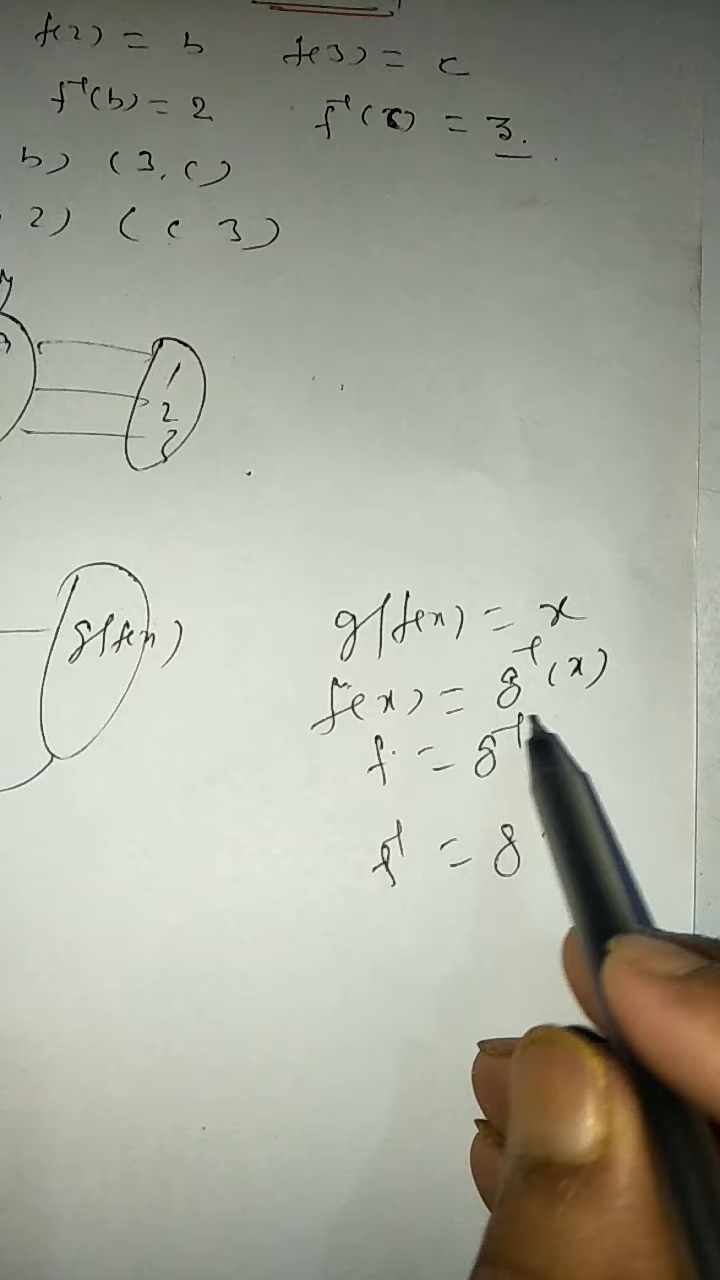 f(2) = b    f(3) = c
f⁻¹(b) = 2    f⁻¹(c) = 3.
b) (3, c)
2) (c 3)
1
2
3
g(f(x)) = x
g(f(x))
f(x) = g⁻¹(x)
f = g⁻¹
f⁻¹ = g